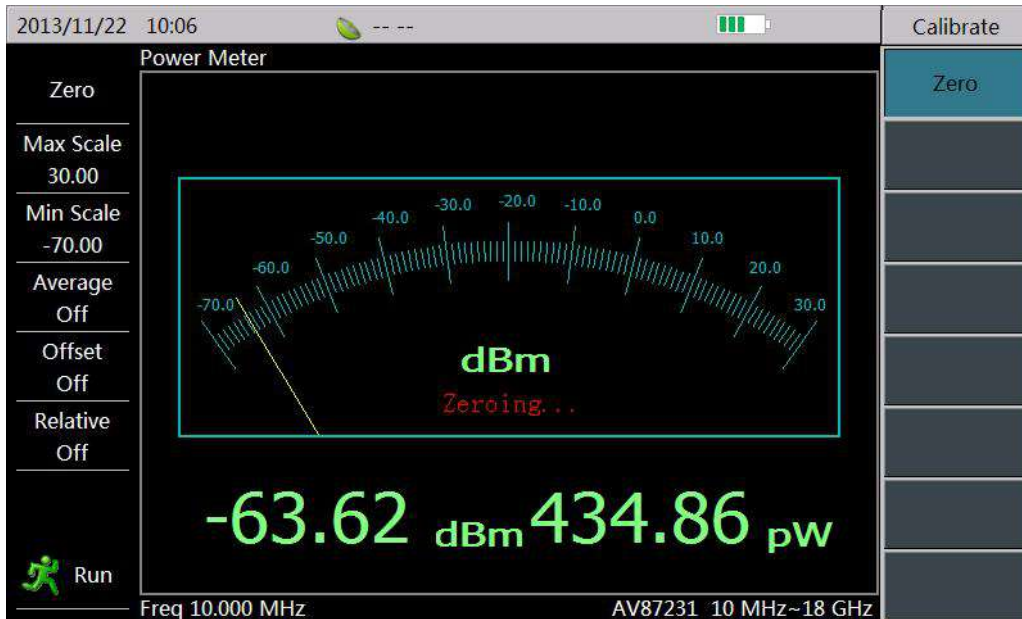 2013/11/22 10:06 -- -- Calibrate
Power Meter
Zero
Max Scale
30.00
Min Scale
-70.00
Average
Off
Offset
Off
Relative
Off
Run
-70.0 -60.0 -50.0 -40.0 -30.0 -20.0 -10.0 0.0 10.0 20.0 30.0
dBm
Zeroing...
-63.62 dBm 434.86 pW
Freq 10.000 MHz AV87231 10 MHz~18 GHz
Zero